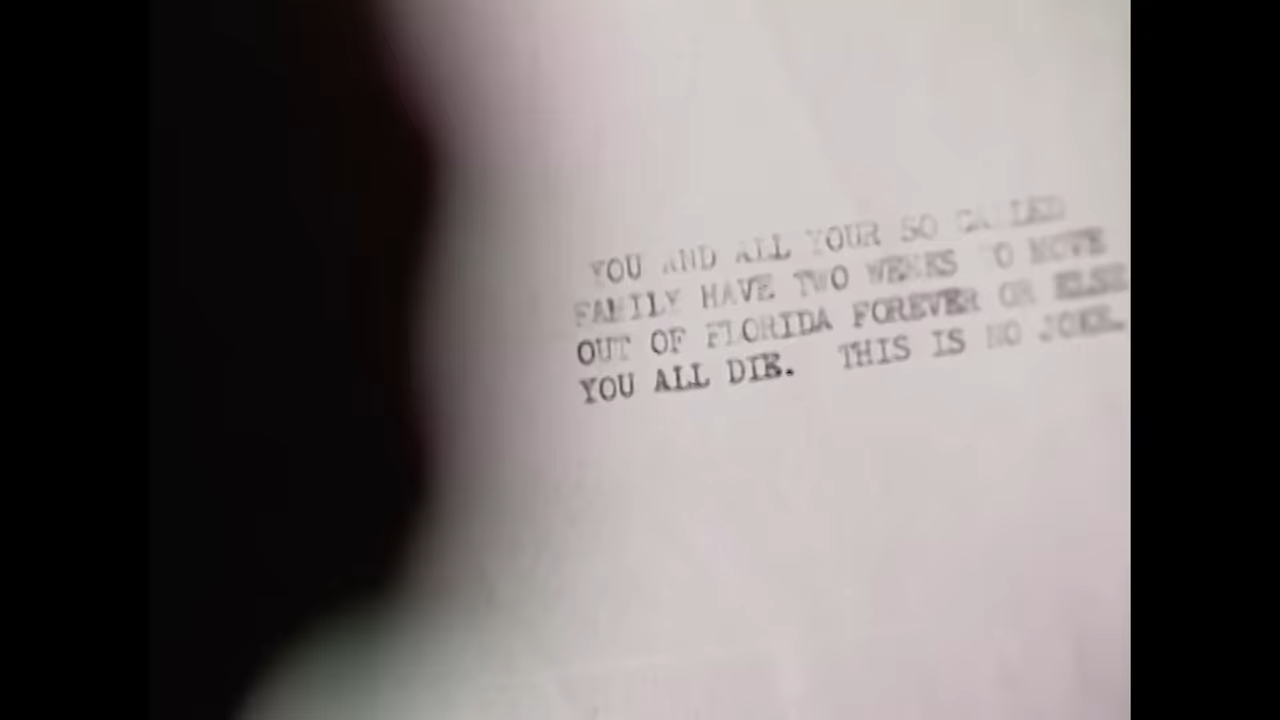 YOU AND ALL YOUR SO CALLED
FAMILY HAVE TWO WEEKS TO MOVE
OUT OF FLORIDA FOREVER OR ELSE
YOU ALL DIE. THIS IS NO JOKE.